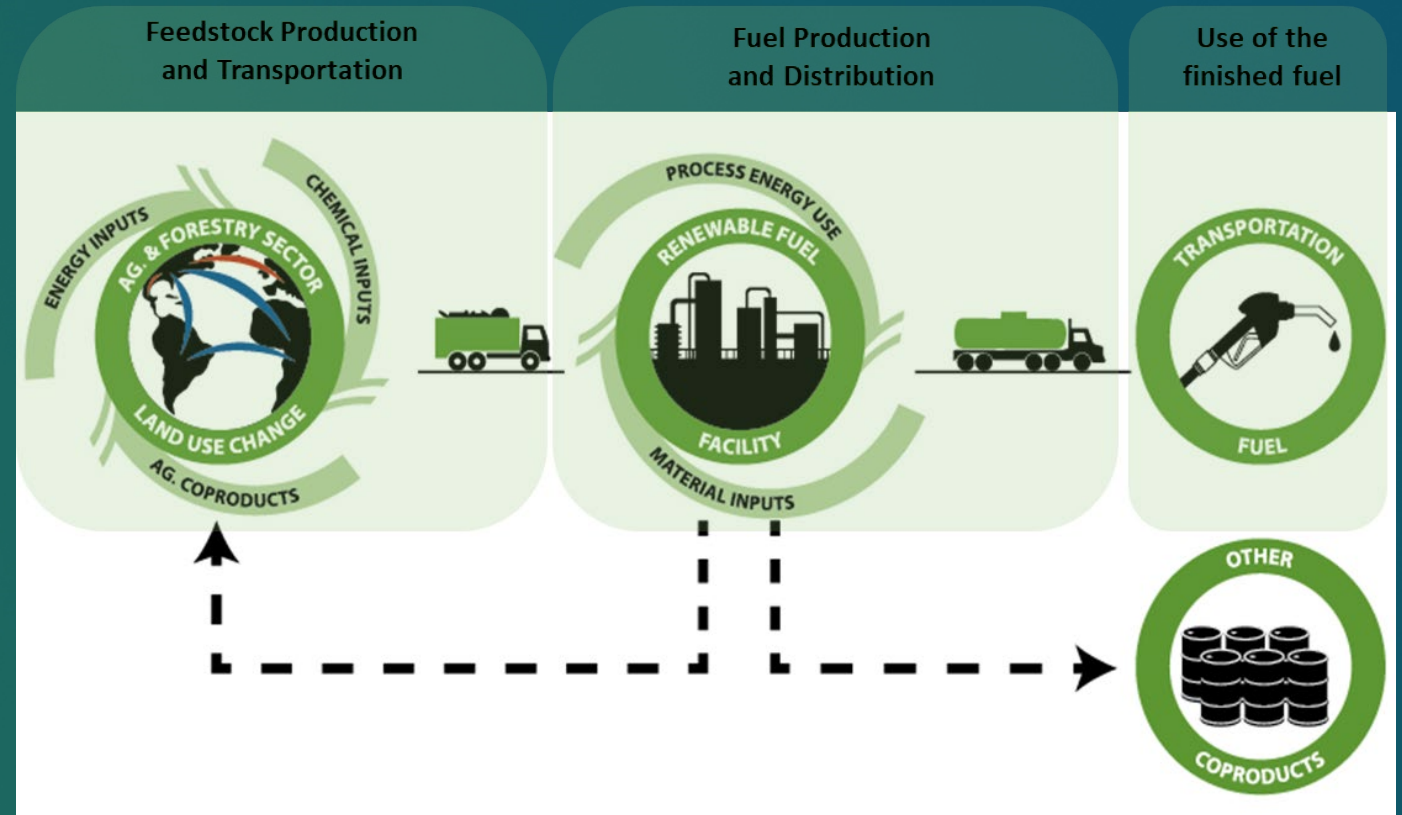 Feedstock Production
and Transportation
Fuel Production
and Distribution
Use of the
finished fuel
ENERGY INPUTS
CHEMICAL INPUTS
AG. & FORESTRY SECTOR
LAND USE CHANGE
AG. COPRODUCTS
PROCESS ENERGY USE
RENEWABLE FUEL
FACILITY
MATERIAL INPUTS
TRANSPORTATION
FUEL
OTHER
COPRODUCTS